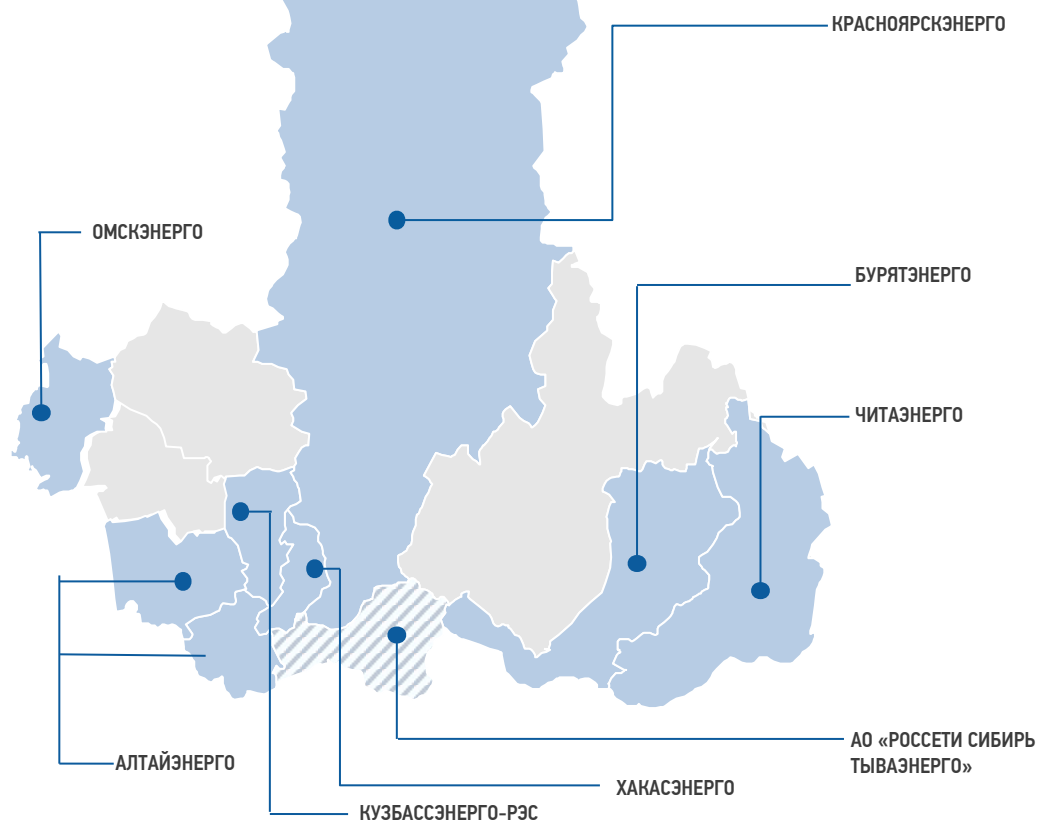 КРАСНОЯРСКЭНЕРГО
ОМСКЭНЕРГО
БУРЯТЭНЕРГО
ЧИТАЭНЕРГО
АО «РОССЕТИ СИБИРЬ
ТЫВАЭНЕРГО»
АЛТАЙЭНЕРГО
ХАКАСЭНЕРГО
КУЗБАССЭНЕРГО-РЭС